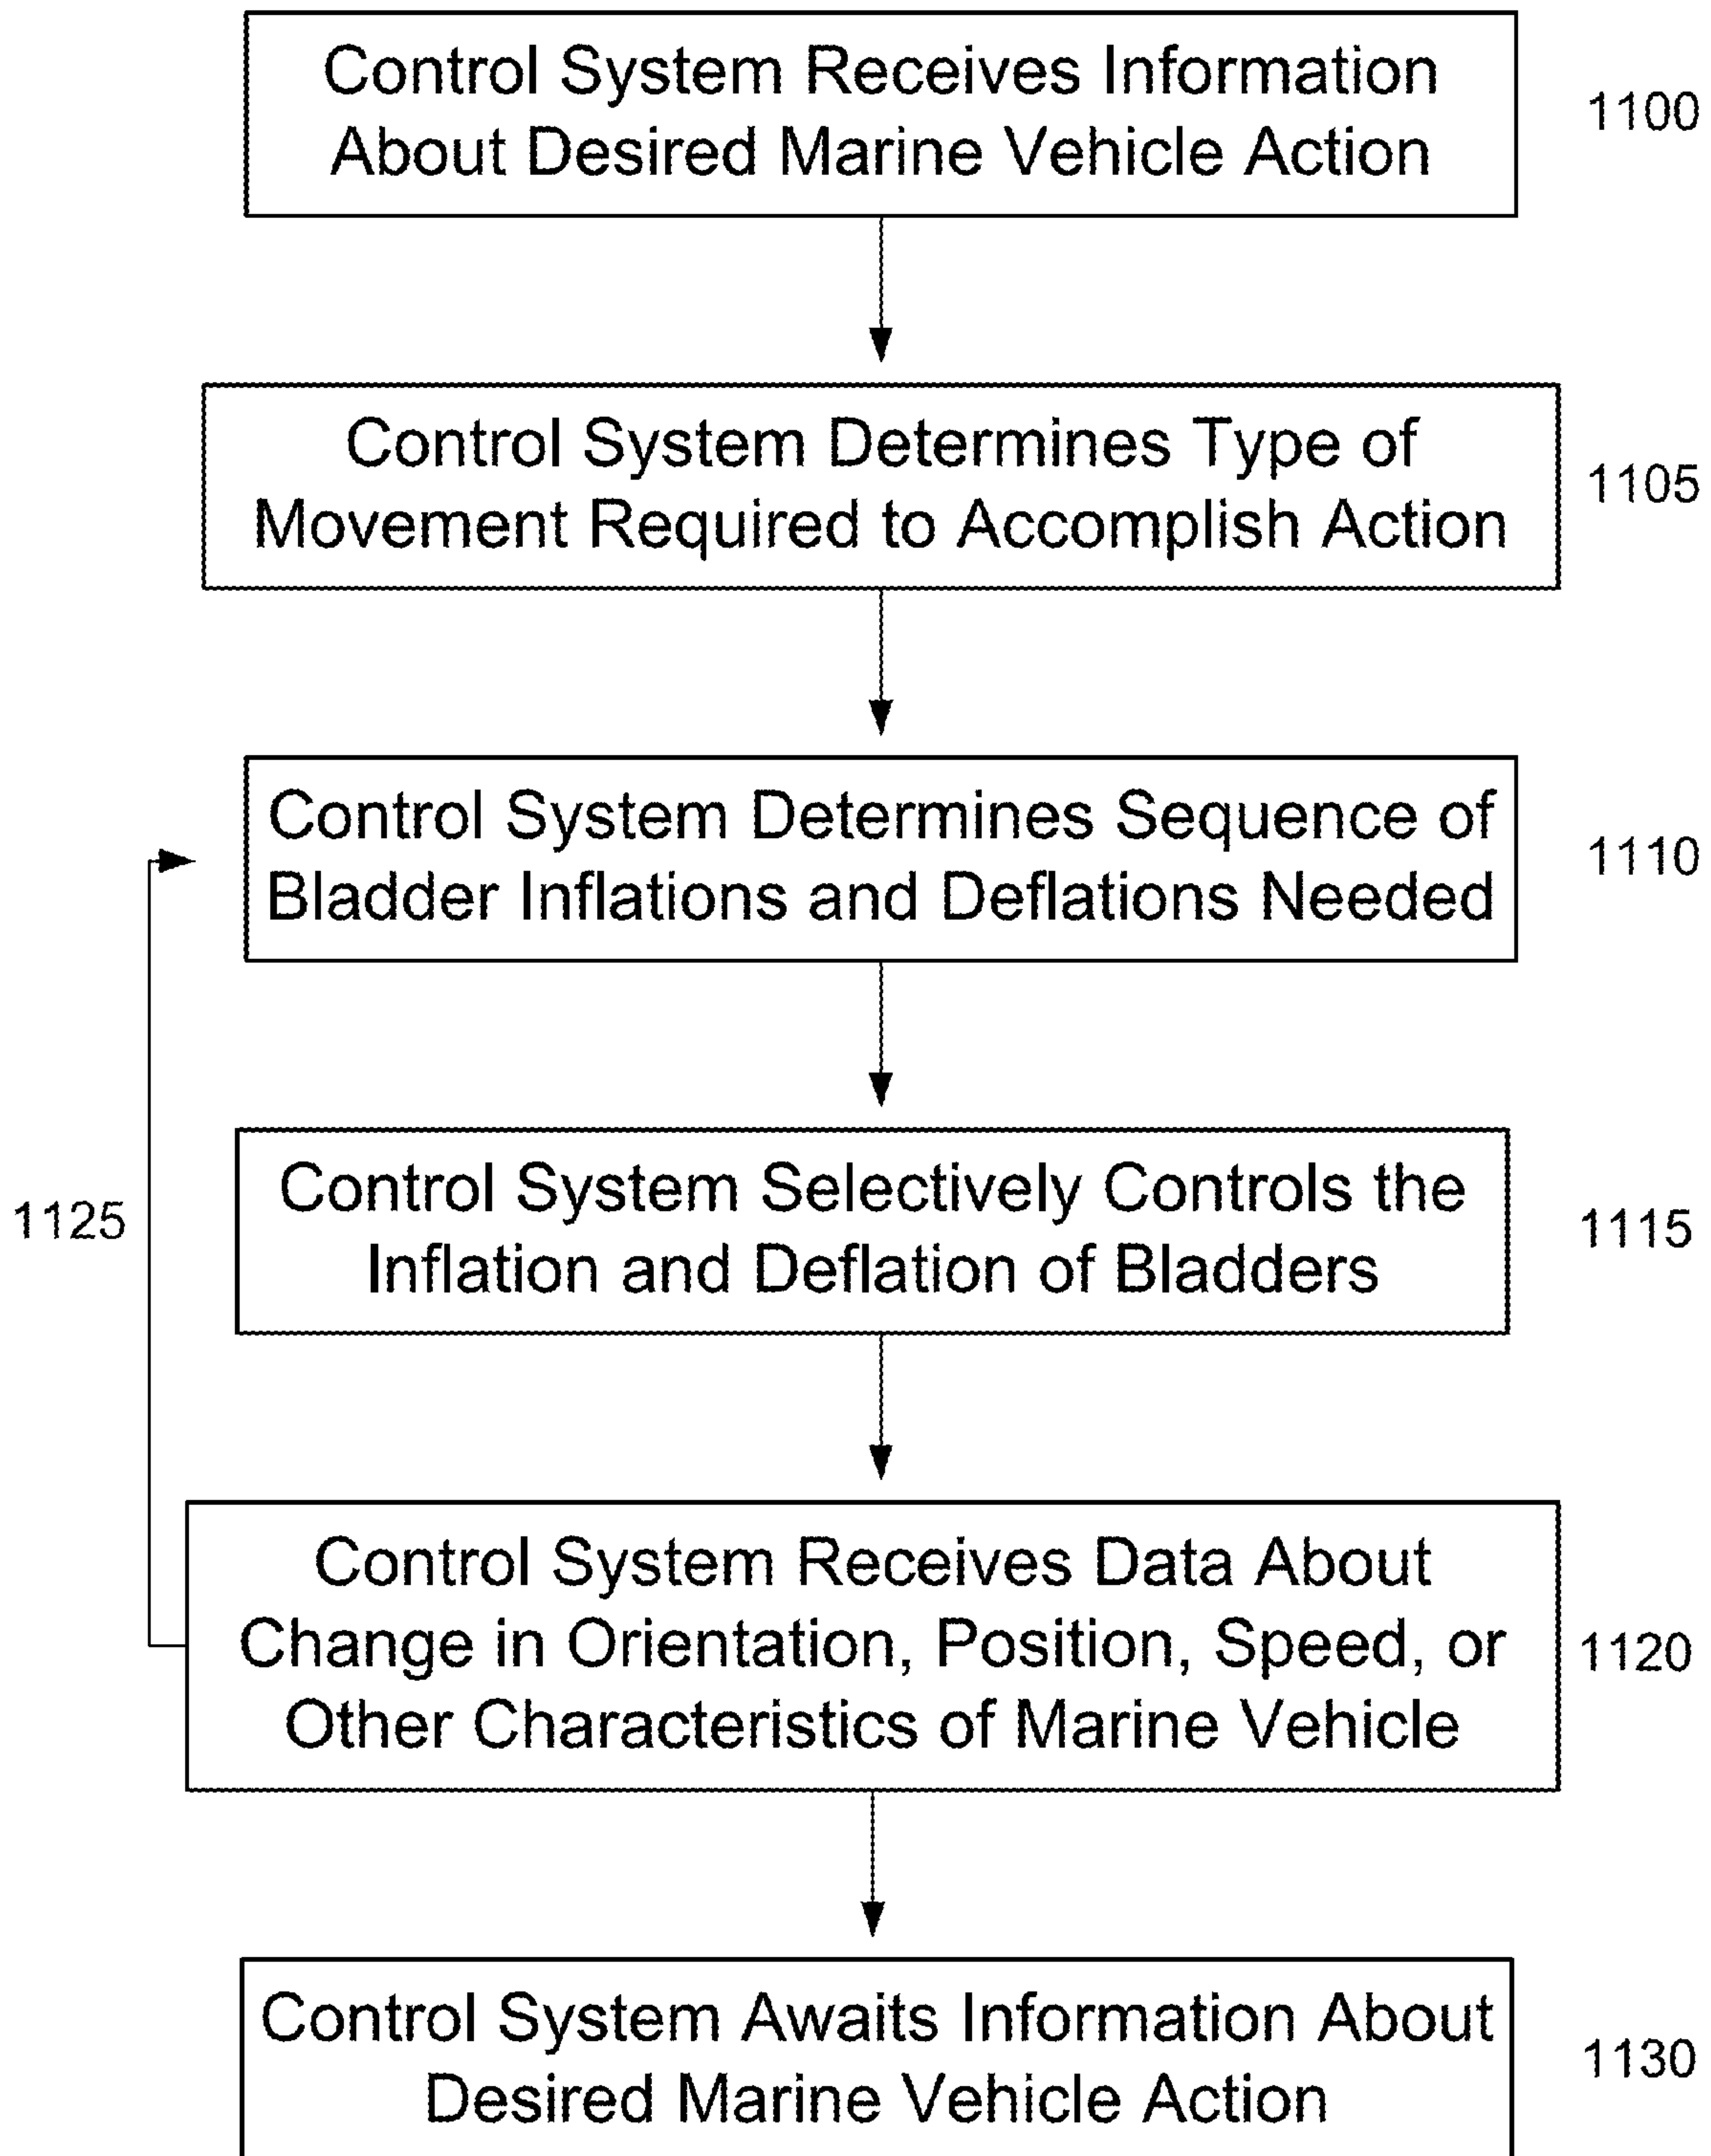 Control System Receives Information
About Desired Marine Vehicle Action
1100
Control System Determines Type of
Movement Required to Accomplish Action
1105
Control System Determines Sequence of
Bladder Inflations and Deflations Needed
1110
Control System Selectively Controls the
Inflation and Deflation of Bladders
1115
1125
Control System Receives Data About
Change in Orientation, Position, Speed, or
Other Characteristics of Marine Vehicle
1120
Control System Awaits Information About
Desired Marine Vehicle Action
1130